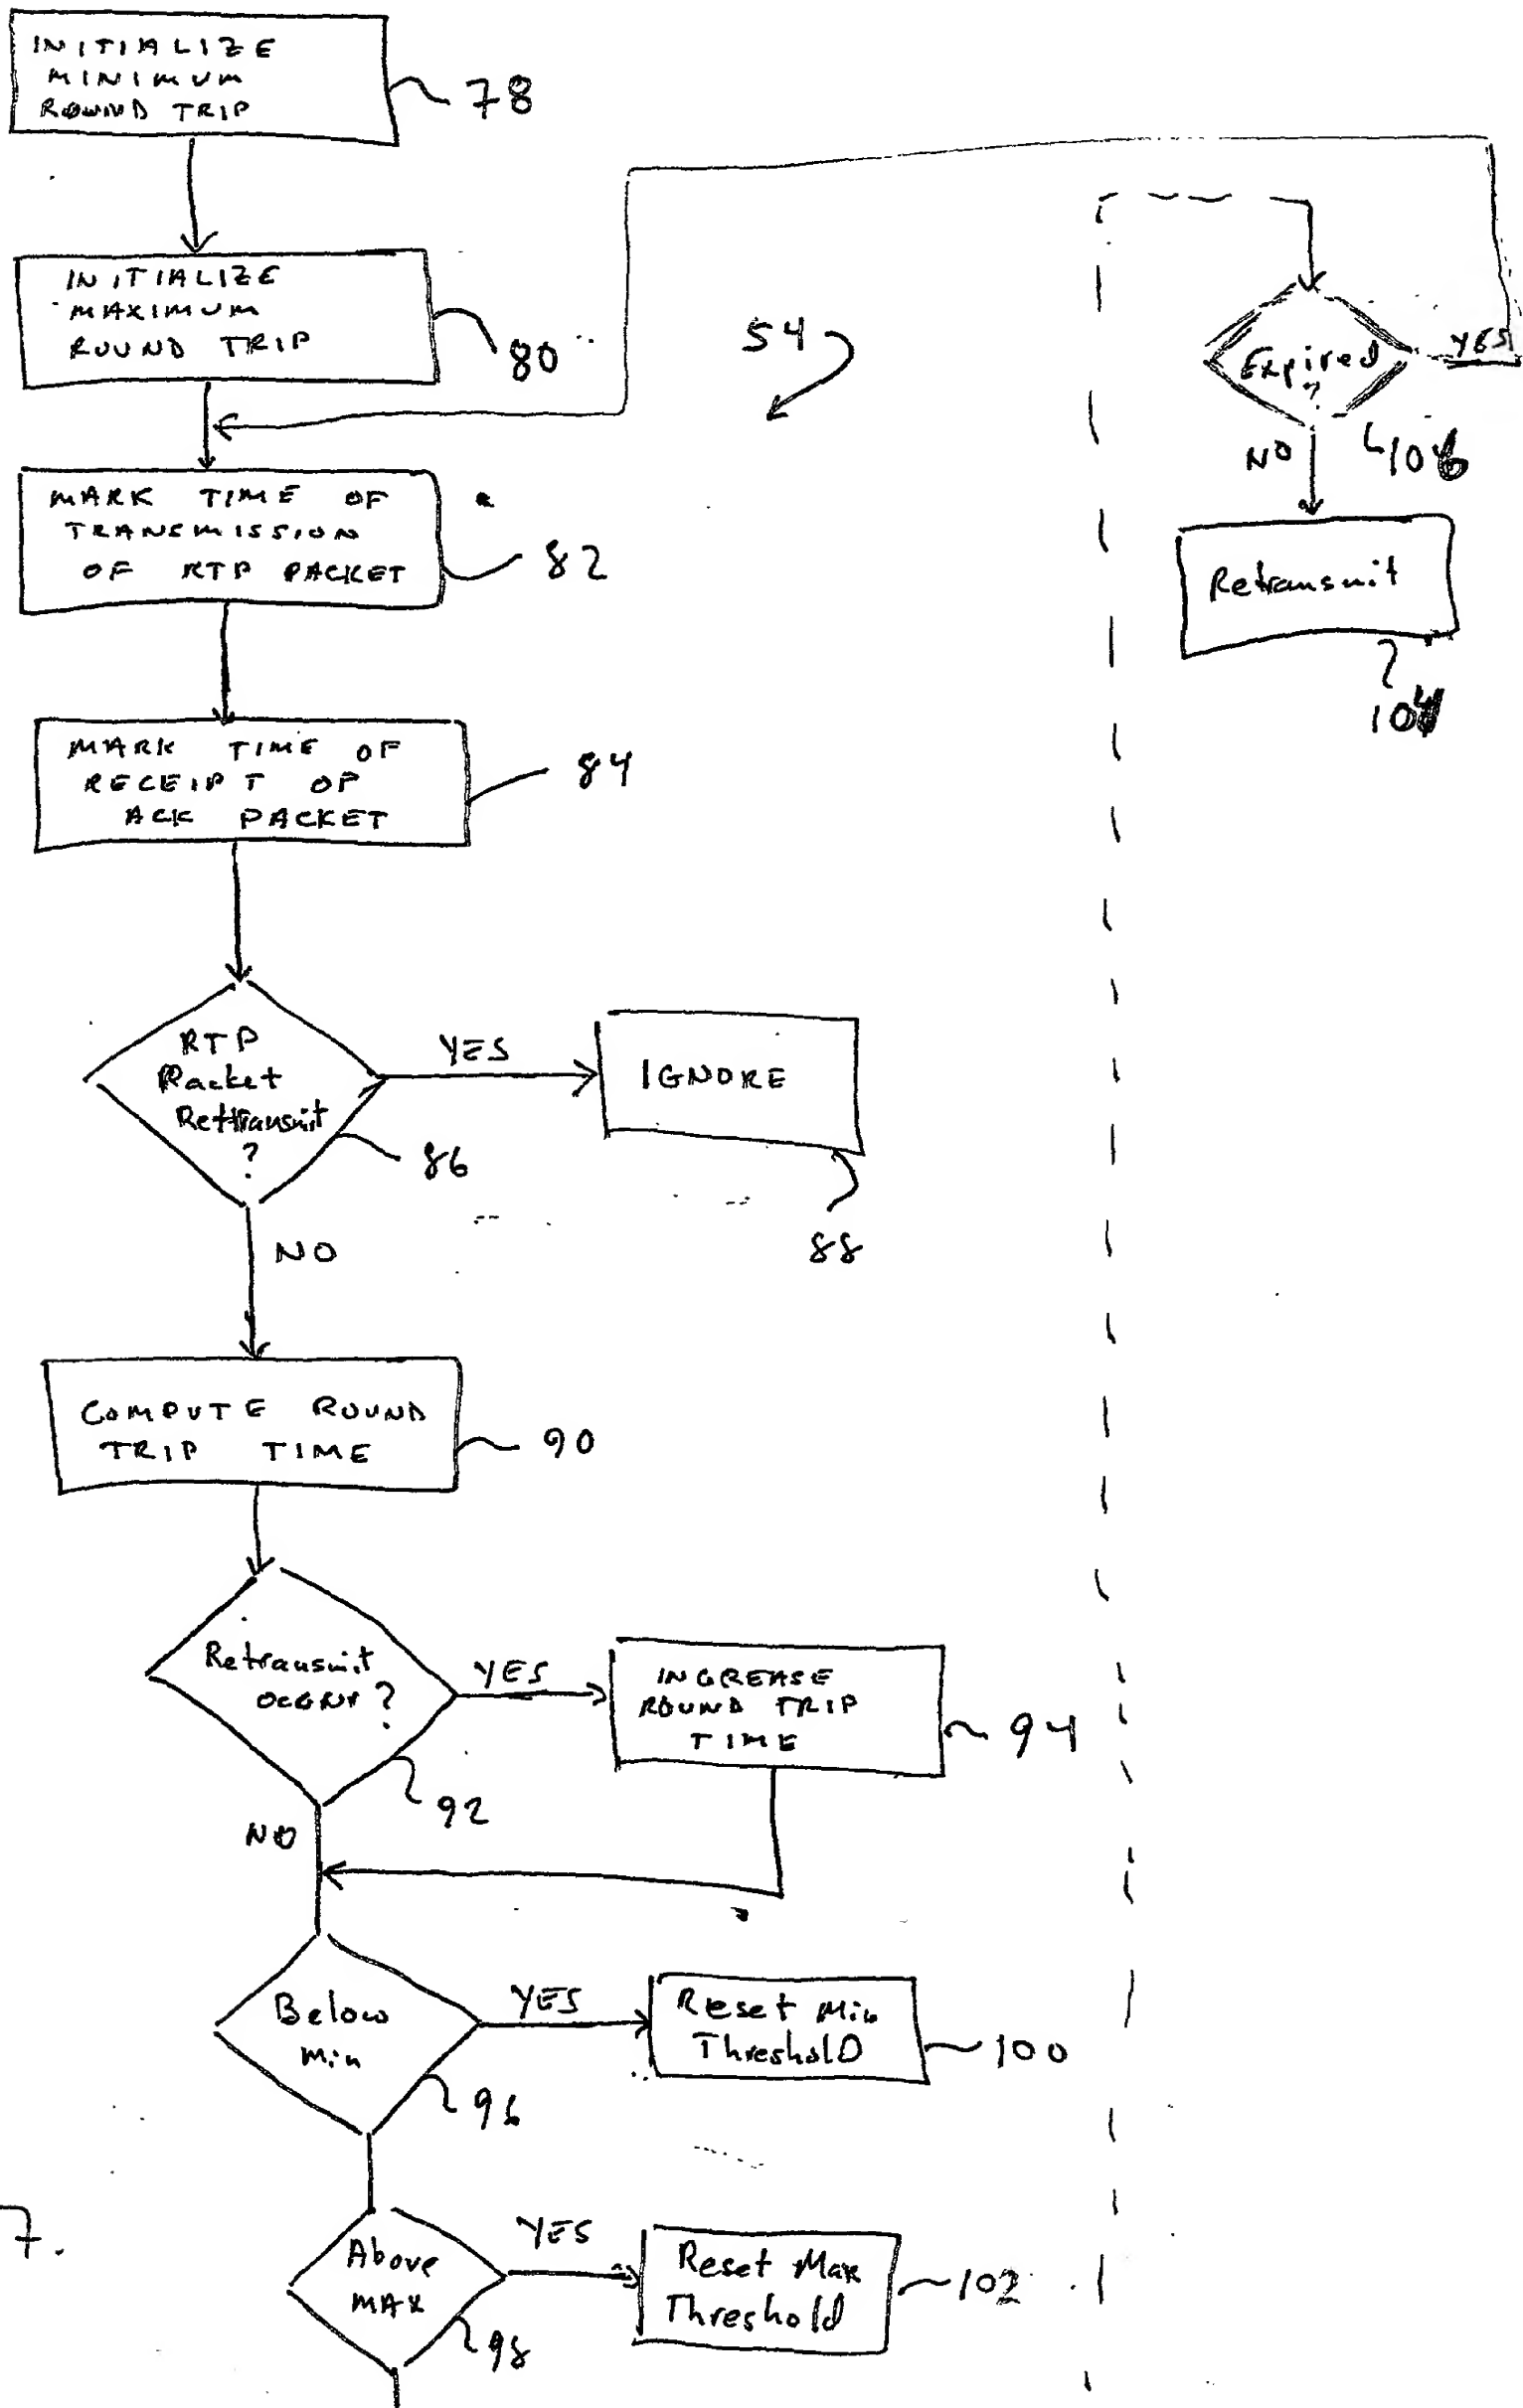 INITIALIZE
MINIMUM
ROUND TRIP
78
INITIALIZE
MAXIMUM
ROUND TRIP
80
54
Expired
?
YES
NO
106
Retransmit
104
MARK TIME OF
TRANSMISSION
OF RTP PACKET
82
MARK TIME OF
RECEIPT OF
ACK PACKET
84
RTP
Packet
Rettransmit
?
86
YES
IGNORE
88
NO
COMPUTE ROUND
TRIP TIME
90
Retransmit
OCCUR?
92
YES
INCREASE
ROUND TRIP
TIME
94
NO
Below
Min
96
YES
Reset Min
Threshold
100
7.
Above
MAX
98
YES
Reset Max
Threshold
102